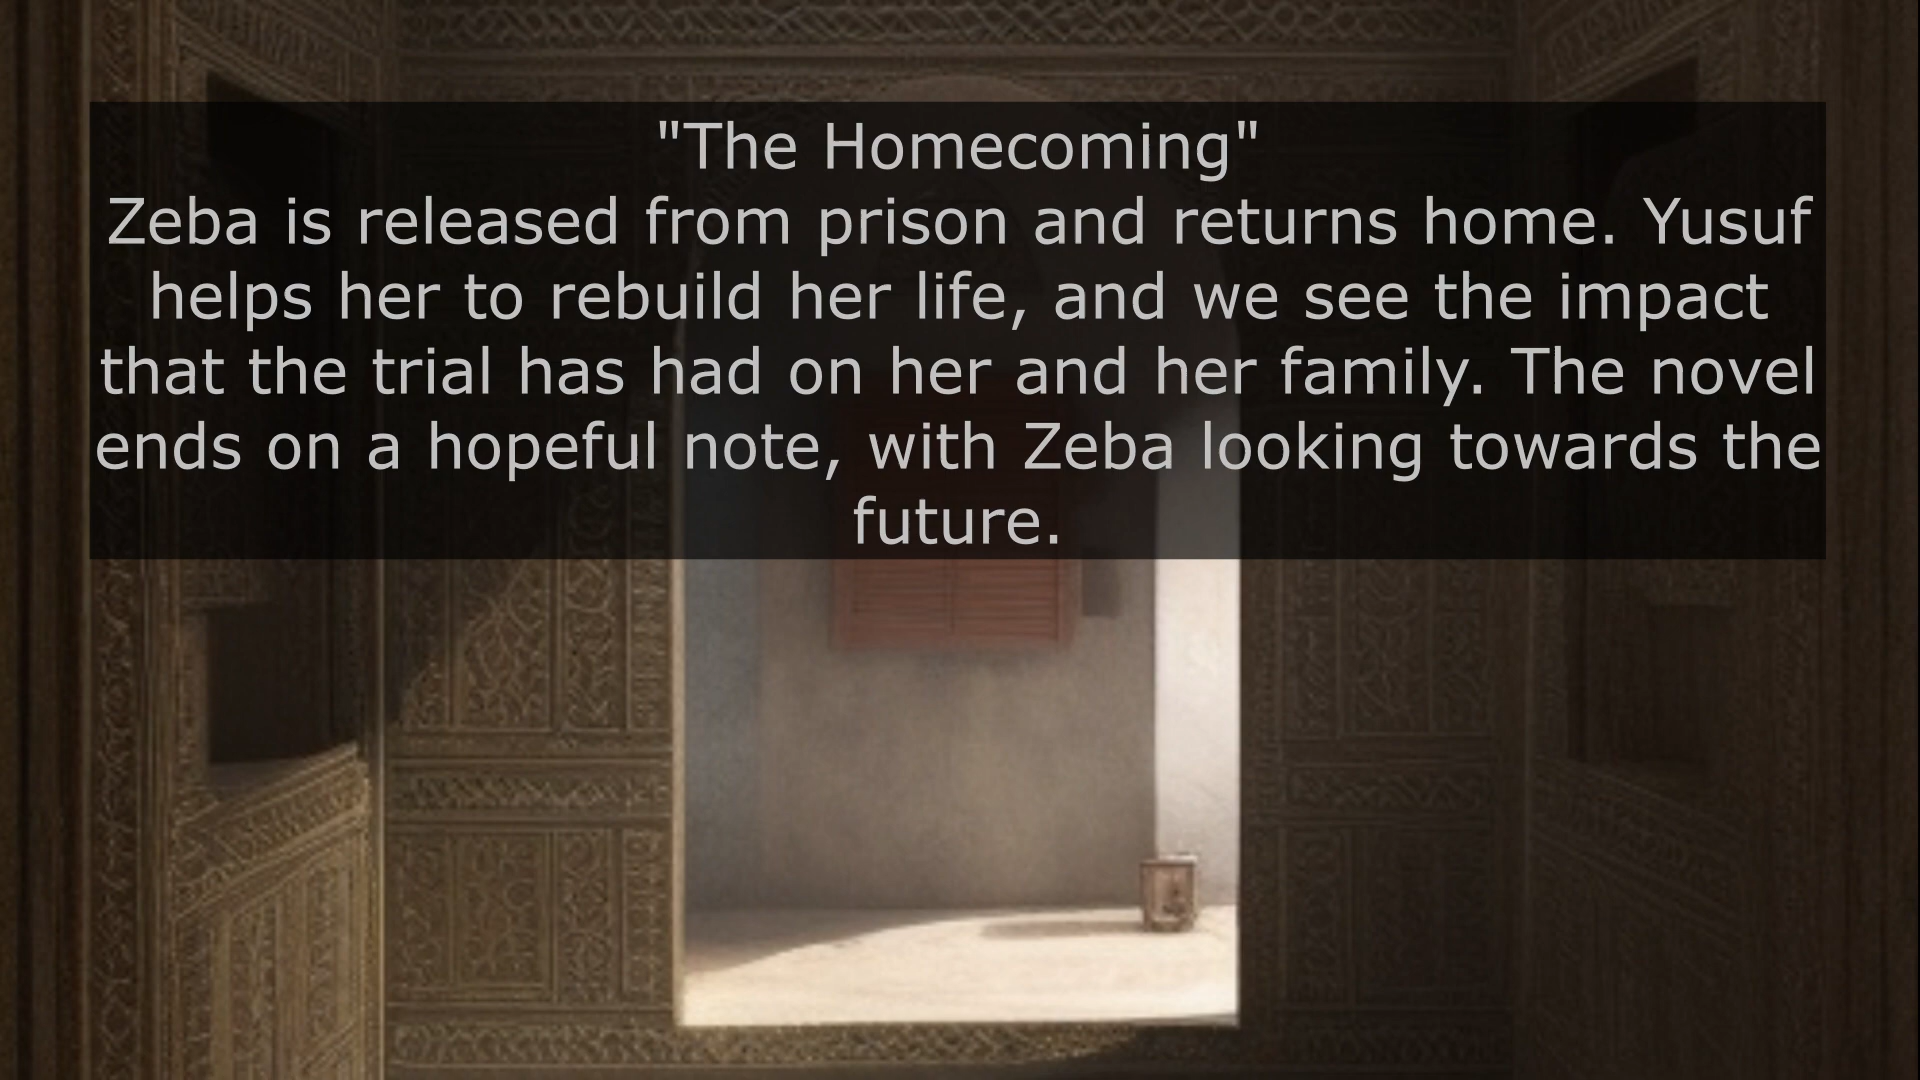 "The Homecoming"
Zeba is released from prison and returns home. Yusuf
helps her to rebuild her life, and we see the impact
that the trial has had on her and her family. The novel
ends on a hopeful note, with Zeba looking towards the
future.